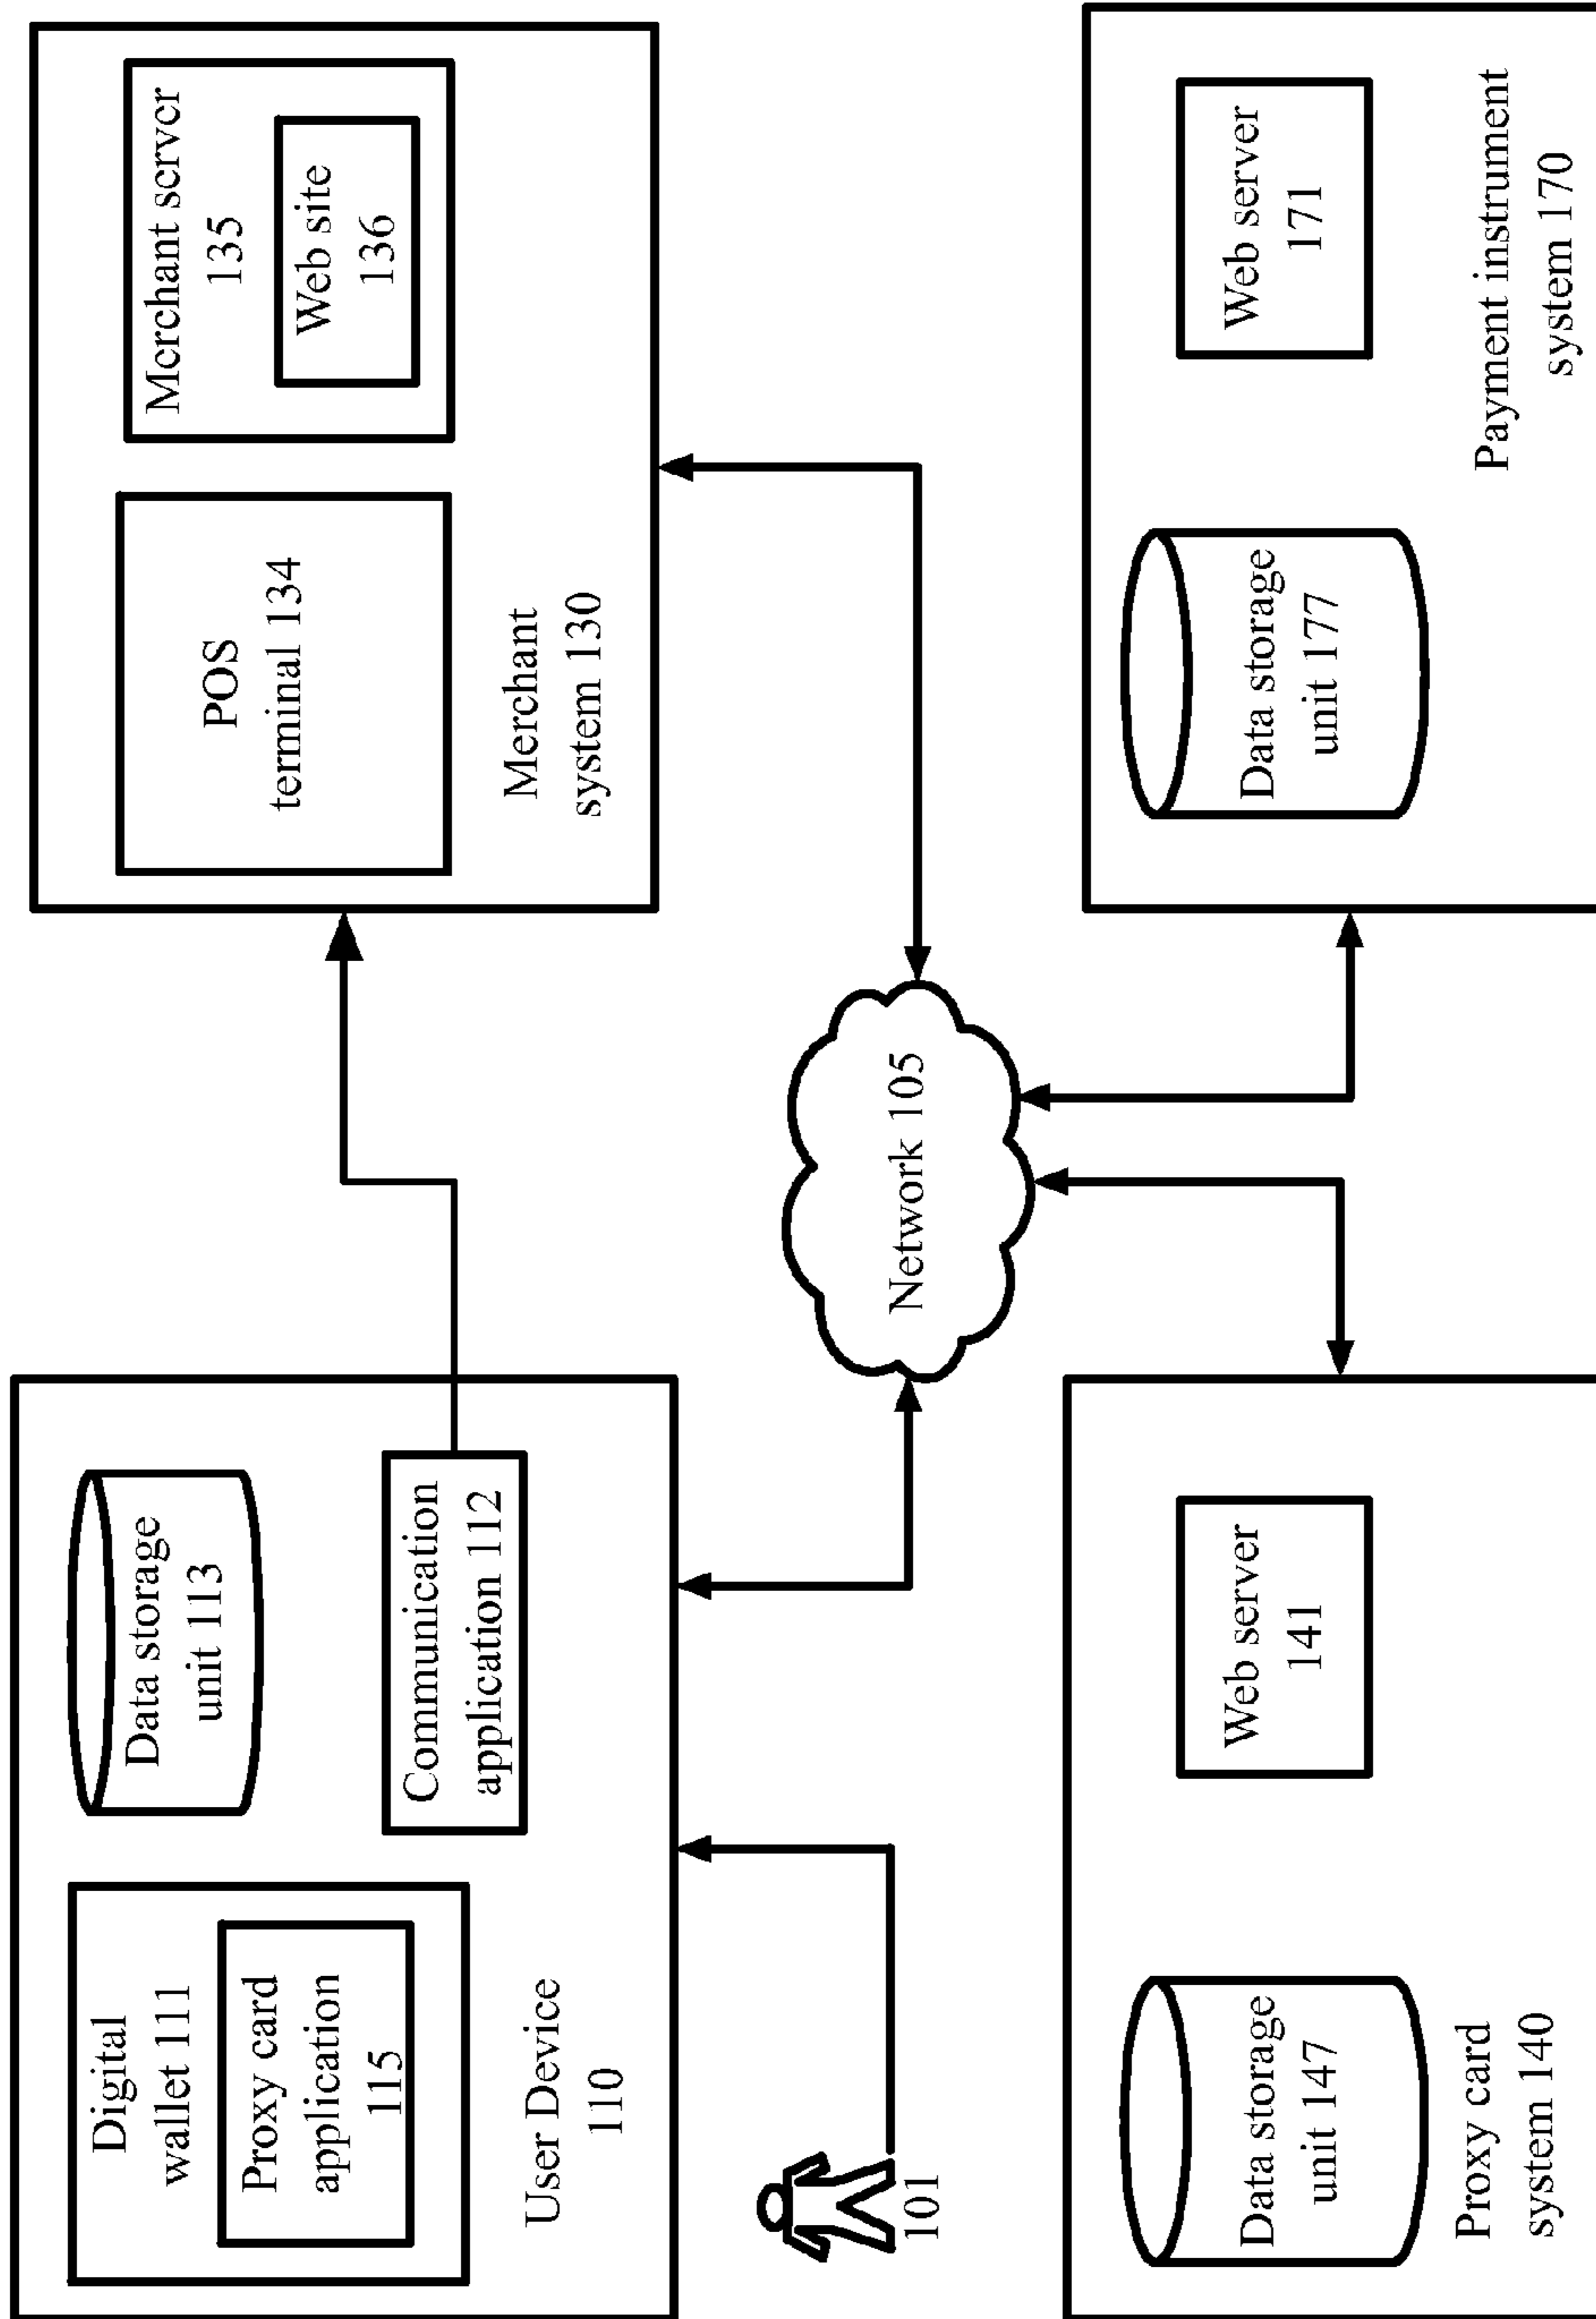 Digital
wallet 111
Proxy card
application
115
Data storage
unit 113
Communication
application 112
User Device
110
POS
terminal 134
Merchant server
135
Web site
136
Merchant
system 130
101
Network 105
Data storage
unit 147
Web server
141
Proxy card
system 140
Data storage
unit 177
Web server
171
Payment instrument
system 170